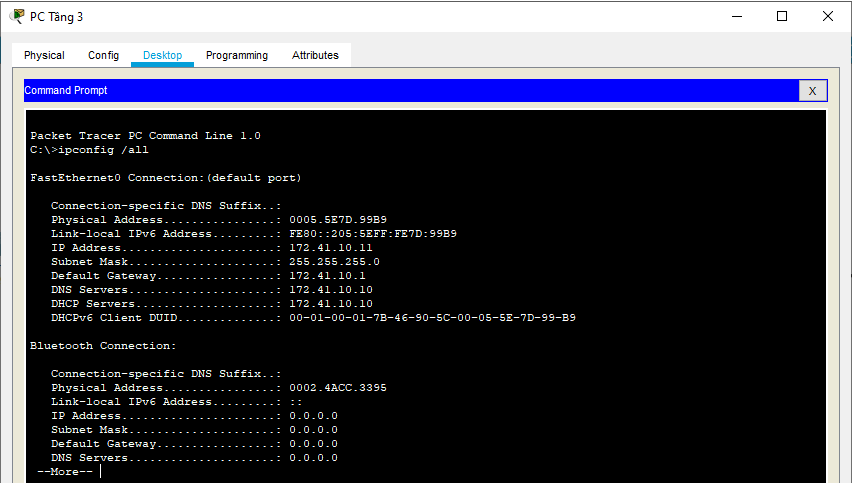 PC Tầng 3
Physical Config Desktop Programming Attributes
Command Prompt X
Packet Tracer PC Command Line 1.0
C:\>ipconfig /all
FastEthernet0 Connection:(default port)
Connection-specific DNS Suffix..:
Physical Address................: 0005.5E7D.99B9
Link-local IPv6 Address.........: FE80::205:5EFF:FE7D:99B9
IP Address......................: 172.41.10.11
Subnet Mask.....................: 255.255.255.0
Default Gateway.................: 172.41.10.1
DNS Servers.....................: 172.41.10.10
DHCP Servers....................: 172.41.10.10
DHCPv6 Client DUID..............: 00-01-00-01-7B-46-90-5C-00-05-5E-7D-99-B9
Bluetooth Connection:
Connection-specific DNS Suffix..:
Physical Address................: 0002.4ACC.3395
Link-local IPv6 Address.........: ::
IP Address......................: 0.0.0.0
Subnet Mask.....................: 0.0.0.0
Default Gateway.................: 0.0.0.0
DNS Servers.....................: 0.0.0.0
--More--